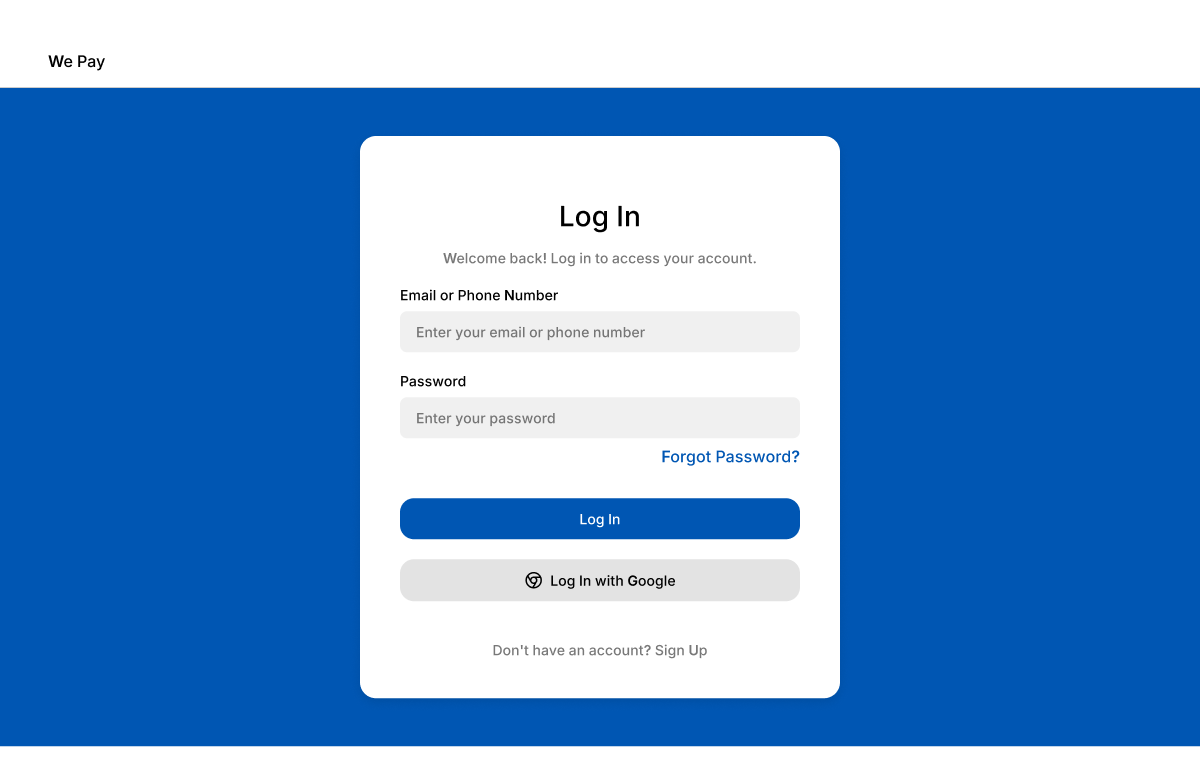 We Pay
Log In
Welcome back! Log in to access your account.
Email or Phone Number
Enter your email or phone number
Password
Enter your password
Forgot Password?
Log In
Log In with Google
Don't have an account? Sign Up